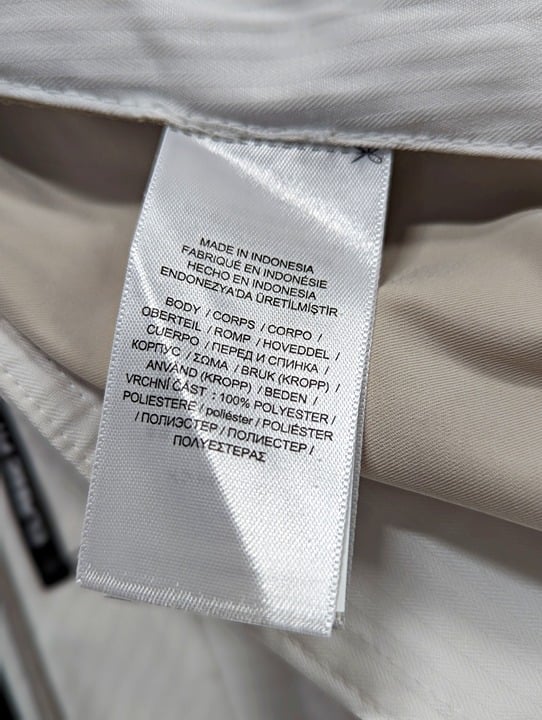 MADE IN INDONESIA
FABRIQUÉ EN INDONÉSIE
HECHO EN INDONESIA
ENDONEZYA'DA ÜRETİLMİŞTİR
BODY / CORPS / CORPO /
OBERTEIL / ROMP / HOVEDDEL /
CUERPO / ПЕРЕД И СПИНКА /
КОРПУС / ΣΩΜΑ / BRUK (KROPP) /
ANVAND (KROPP) / BEDEN /
VRCHNÍ ČÁST : 100% POLYESTER /
POLIESTERE / poliéster / POLIÉSTER
/ ПОЛИЭСТЕР / ПОЛИЕСТЕР /
ΠΟΛΥΕΣΤΕΡΑΣ